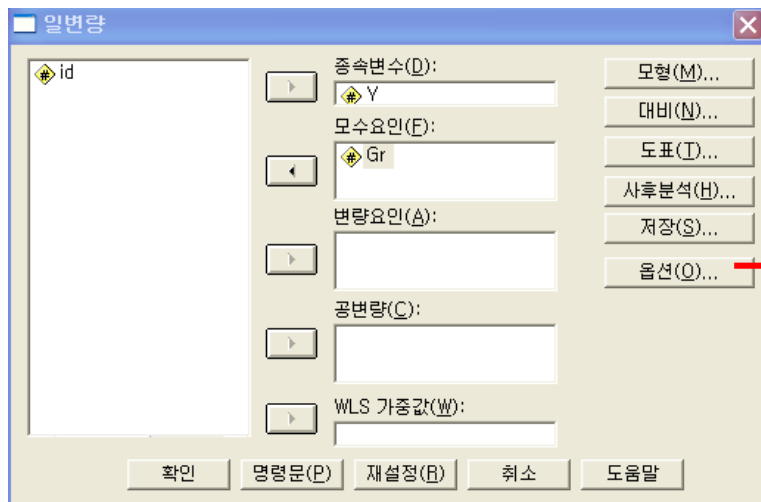 일변량
id
종속변수(D):
Y
모수요인(F):
Gr
변량요인(A):
공변량(C):
WLS 가중값(W):
모형(M)...
대비(N)...
도표(T)...
사후분석(H)...
저장(S)...
옵션(O)...
확인
명령문(P)
재설정(R)
취소
도움말